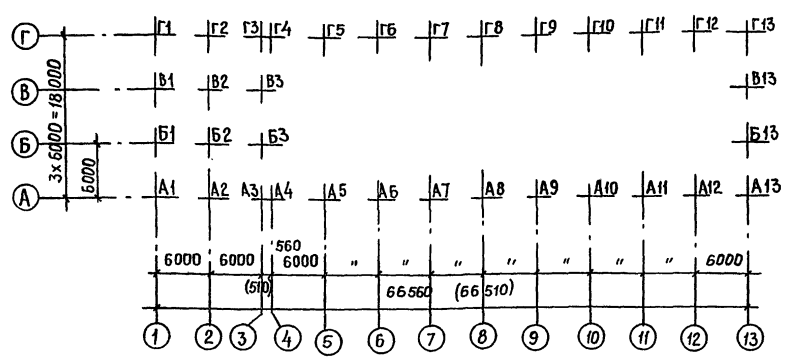 Г Г1 Г2 Г3 Г4 Г5 Г6 Г7 Г8 Г9 Г10 Г11 Г12 Г13
В В1 В2 В3 В13
Б Б1 Б2 Б3 Б13
А А1 А2 А3 А4 А5 А6 А7 А8 А9 А10 А11 А12 А13
3х6000=18000
6000
560
6000 6000 6000 " " " " " " " 6000
(510) 66560 (66510)
1 2 3 4 5 6 7 8 9 10 11 12 13